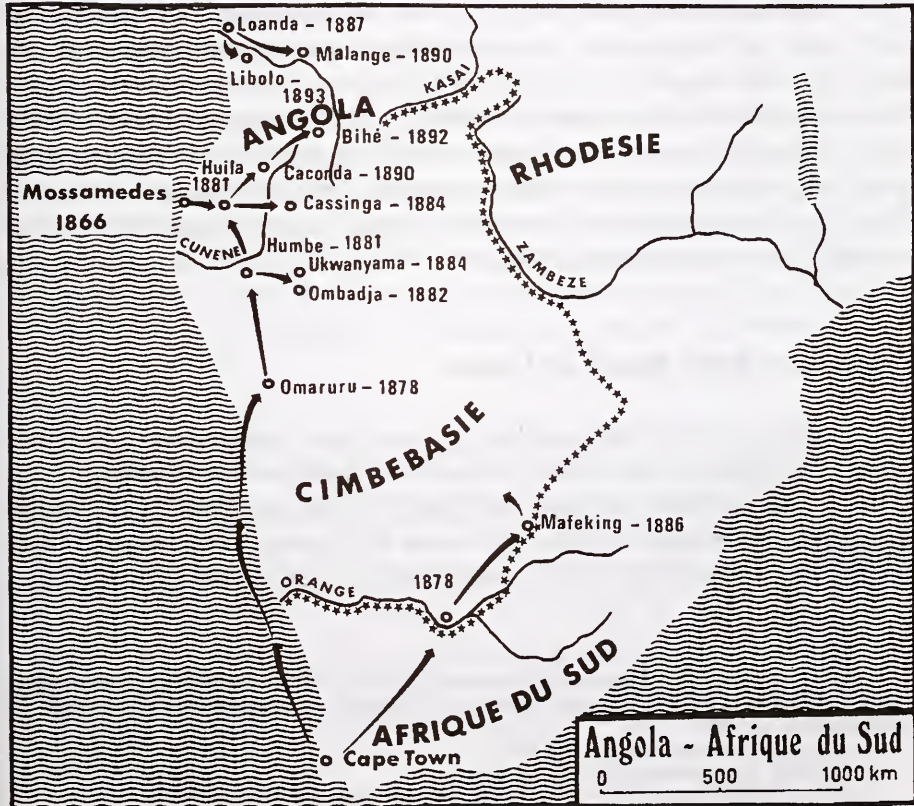 Loanda - 1887
Malange - 1890
Libolo -
1893
KASAI
ANGOLA
Bihé - 1892
RHODESIE
Huila
1881
Caconda - 1890
Mossamedes
1866
Cassinga - 1884
CUNENE
Humbe - 1881
Ukwanyama - 1884
Ombadja - 1882
ZAMBEZE
Omaruru - 1878
CIMBEBASIE
Mafeking - 1886
1878
ORANGE
AFRIQUE DU SUD
Cape Town
Angola - Afrique du Sud
0 500 1000 km